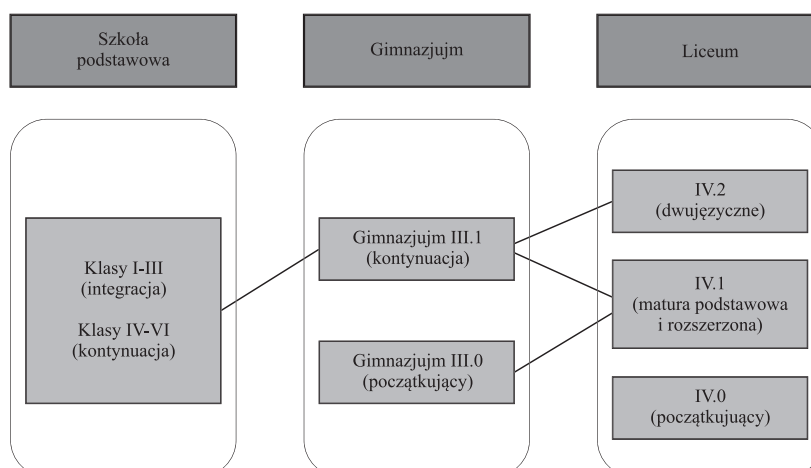 Szkoła
podstawowa
Gimnazjujm
Liceum
Klasy I-III
(integracja)
Klasy IV-VI
(kontynuacja)
Gimnazjujm III.1
(kontynuacja)
Gimnazjujm III.0
(początkujący)
IV.2
(dwujęzyczne)
IV.1
(matura podstawowa
i rozszerzona)
IV.0
(początkujuący)